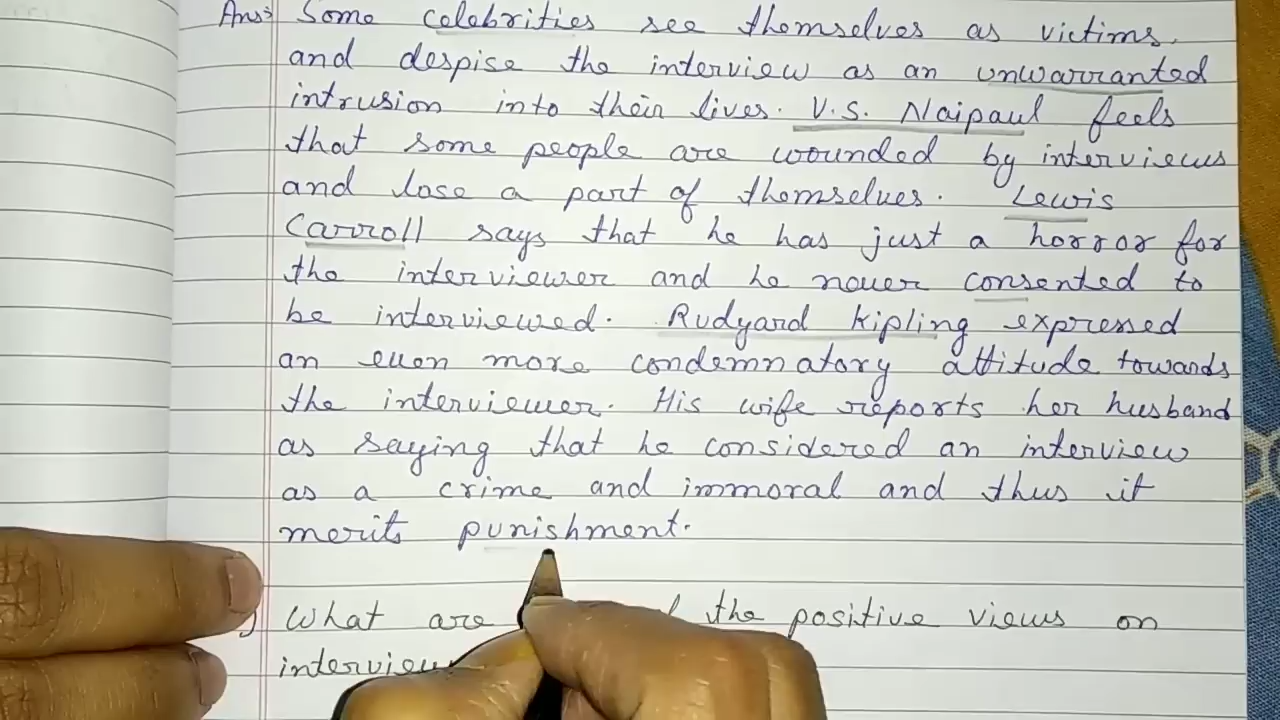 Ans:- Some celebrities see themselves as victims
and despise the interview as an unwarranted
intrusion into their lives. V.S. Naipaul feels
that some people are wounded by interviews
and lose a part of themselves. Lewis
Carroll says that he has just a horror for
the interviewer and he never consented to
be interviewed. Rudyard Kipling expressed
an even more condemnatory attitude towards
the interviewer. His wife reports her husband
as saying that he considered an interview
as a crime and immoral and thus it
merits punishment.
What are the positive views on